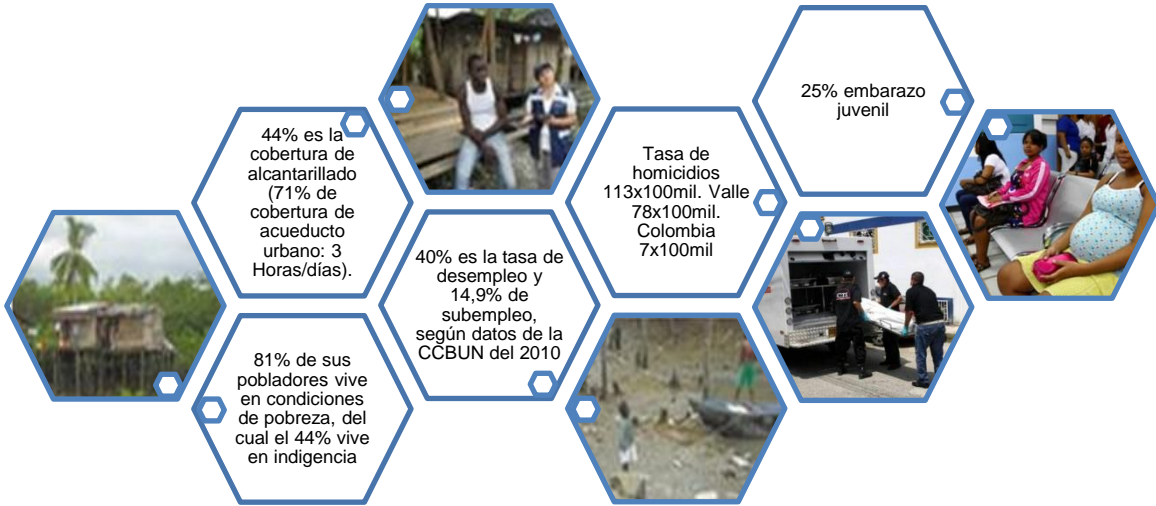 44% es la
cobertura de
alcantarillado
(71% de
cobertura de
acueducto
urbano: 3
Horas/días).
81% de sus
pobladores vive
en condiciones
de pobreza, del
cual el 44% vive
en indigencia
40% es la tasa de
desempleo y
14,9% de
subempleo,
según datos de la
CCBUN del 2010
Tasa de
homicidios
113x100mil. Valle
78x100mil.
Colombia
7x100mil
25% embarazo
juvenil